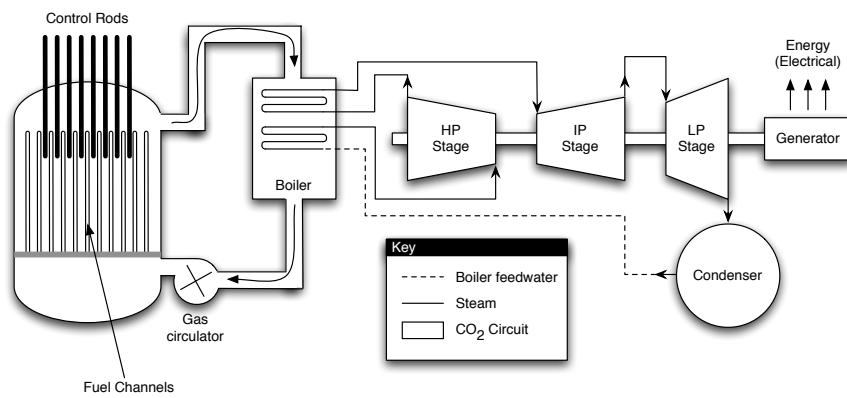 Control Rods
Energy
(Electrical)
HP
Stage
IP
Stage
LP
Stage
Generator
Boiler
Key
Boiler feedwater
Steam
CO2 Circuit
Condenser
Gas
circulator
Fuel Channels